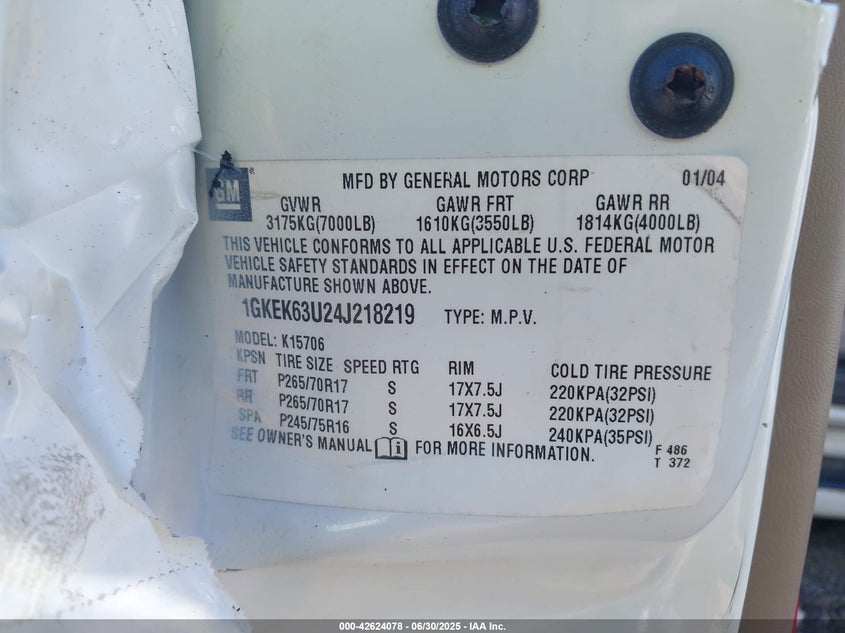 GM®
MFD BY GENERAL MOTORS CORP 01/04
GVWR GAWR FRT GAWR RR
3175KG(7000LB) 1610KG(3550LB) 1814KG(4000LB)
THIS VEHICLE CONFORMS TO ALL APPLICABLE U.S. FEDERAL MOTOR
VEHICLE SAFETY STANDARDS IN EFFECT ON THE DATE OF
MANUFACTURE SHOWN ABOVE.
1GKEK63U24J218219 TYPE: M.P.V.
MODEL: K15706
KPSN TIRE SIZE SPEED RTG RIM COLD TIRE PRESSURE
FRT P265/70R17 S 17X7.5J 220KPA(32PSI)
RR P265/70R17 S 17X7.5J 220KPA(32PSI)
SPA P245/75R16 S 16X6.5J 240KPA(35PSI)
SEE OWNER'S MANUAL FOR MORE INFORMATION.
F 486
T 372
000-42624078 - 06/30/2025 - IAA Inc.